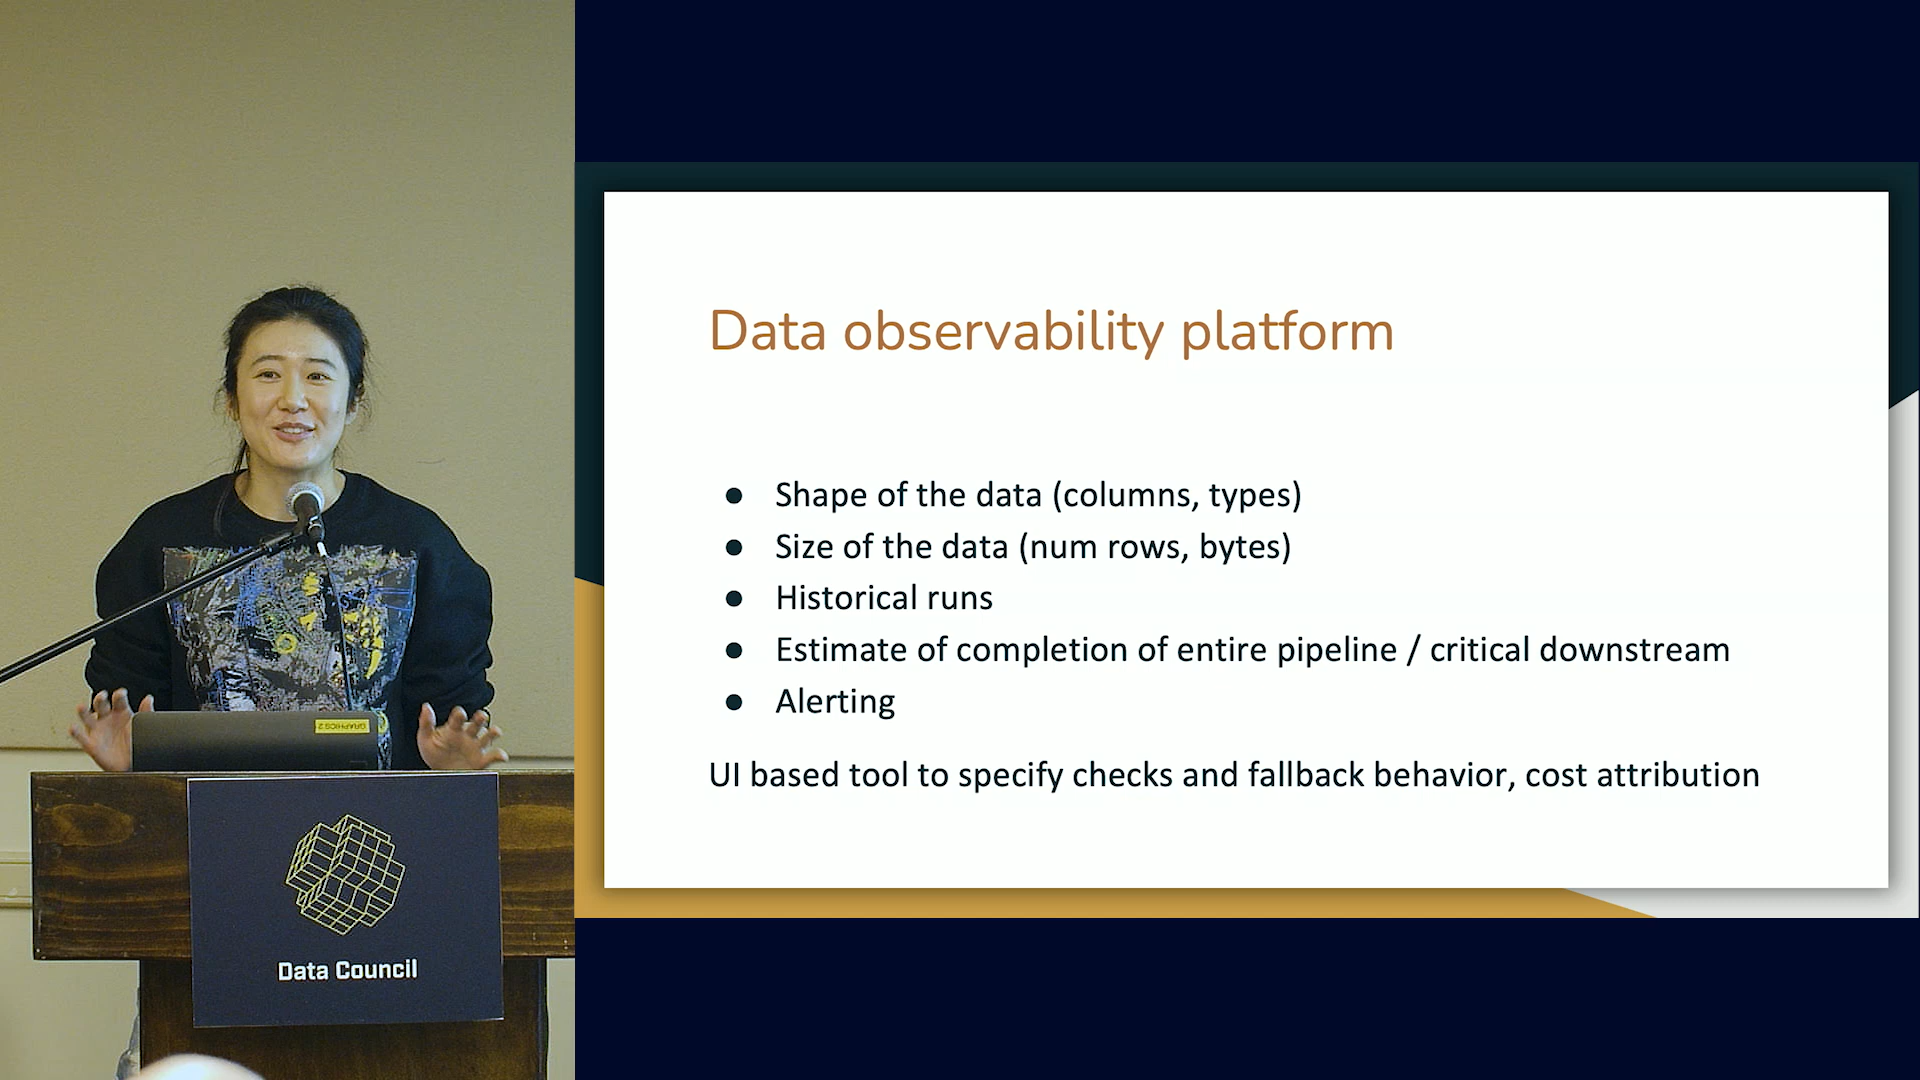 Data observability platform
● Shape of the data (columns, types)
● Size of the data (num rows, bytes)
● Historical runs
● Estimate of completion of entire pipeline / critical downstream
● Alerting
UI based tool to specify checks and fallback behavior, cost attribution
GRAPHICS 2
Data Council